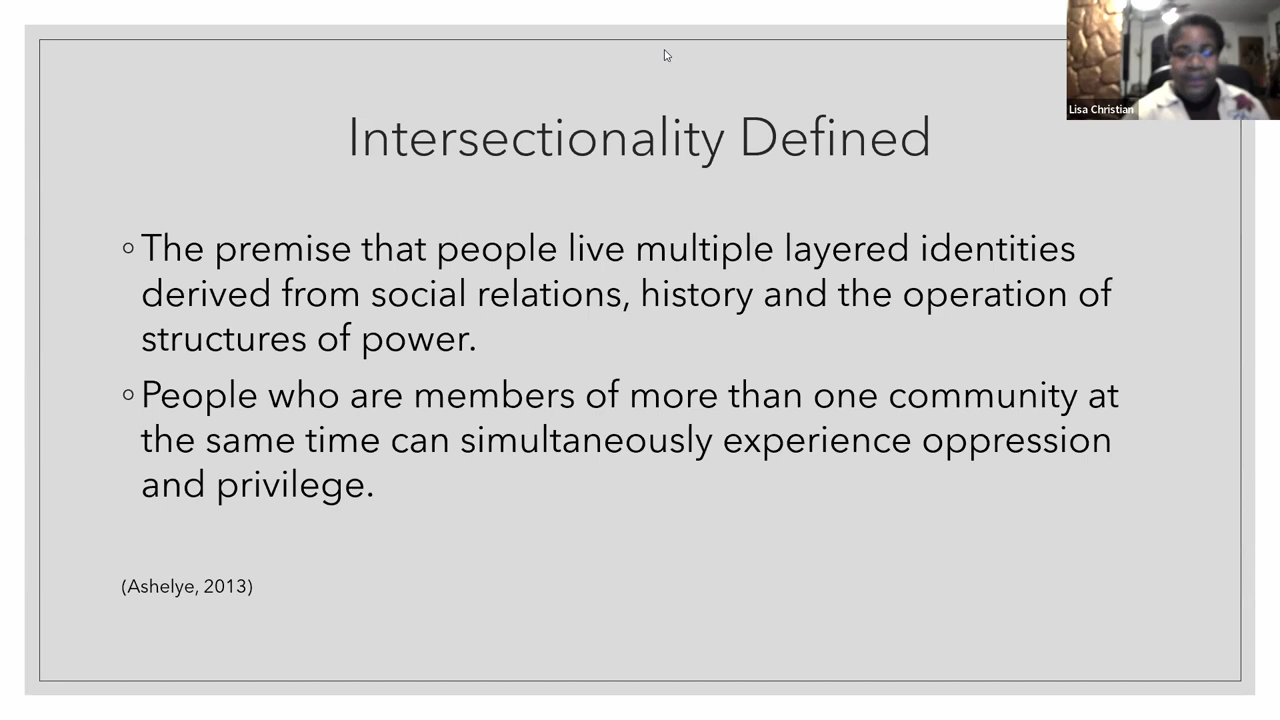 Lisa Christian
Intersectionality Defined
◦ The premise that people live multiple layered identities
derived from social relations, history and the operation of
structures of power.
◦ People who are members of more than one community at
the same time can simultaneously experience oppression
and privilege.
(Ashelye, 2013)